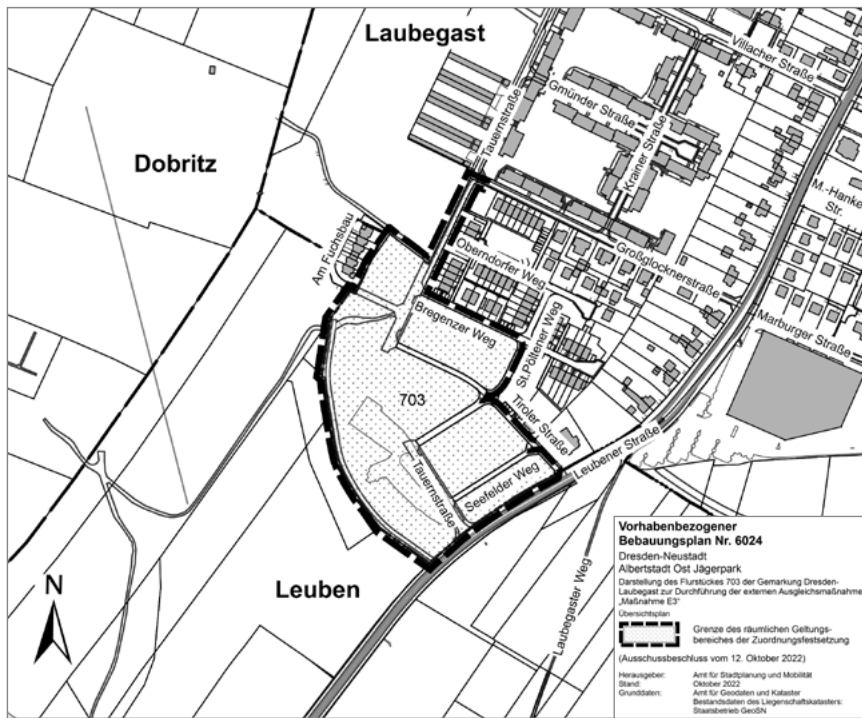 Laubegast
Villacher Straße
Gmünder Straße
Tauernstraße
Krainer Straße
Dobritz
M.-Hanke-
Str.
Am Fuchsbau
Oberndorfer Weg
Großglocknerstraße
Bregenzer Weg
St.Pöltener Weg
Marburger Straße
703
Tiroler Straße
Tauernstraße
Seefelder Weg
Leubener Straße
Leuben
Laubegaster Weg
N
Vorhabenbezogener
Bebauungsplan Nr. 6024
Dresden-Neustadt
Albertstadt Ost Jägerpark
Darstellung des Flurstückes 703 der Gemarkung Dresden-
Laubegast zur Durchführung der externen Ausgleichsmaßnahme
„Maßnahme E3“
Übersichtsplan
Grenze des räumlichen Geltungs-
bereiches der Zuordnungsfestsetzung
(Ausschussbeschluss vom 12. Oktober 2022)
Herausgeber: Amt für Stadtplanung und Mobilität
Stand: Oktober 2022
Grunddaten: Amt für Geodaten und Kataster
Bestandsdaten des Liegenschaftskatasters:
Staatsbetrieb GeoSN